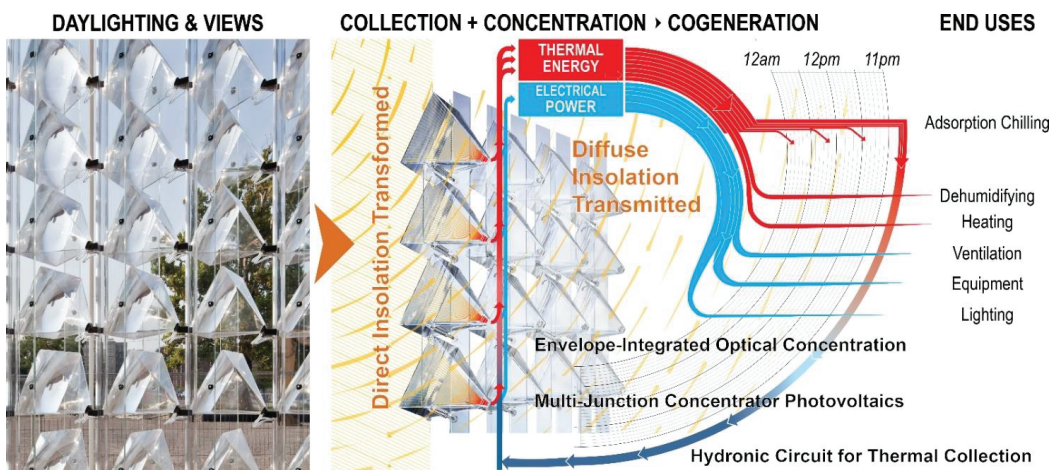 DAYLIGHTING & VIEWS
COLLECTION + CONCENTRATION › COGENERATION
END USES
THERMAL
ENERGY
ELECTRICAL
POWER
12am
12pm
11pm
Direct Insolation Transformed
Diffuse
Insolation
Transmitted
Adsorption Chilling
Dehumidifying
Heating
Ventilation
Equipment
Lighting
Envelope-Integrated Optical Concentration
Multi-Junction Concentrator Photovoltaics
Hydronic Circuit for Thermal Collection